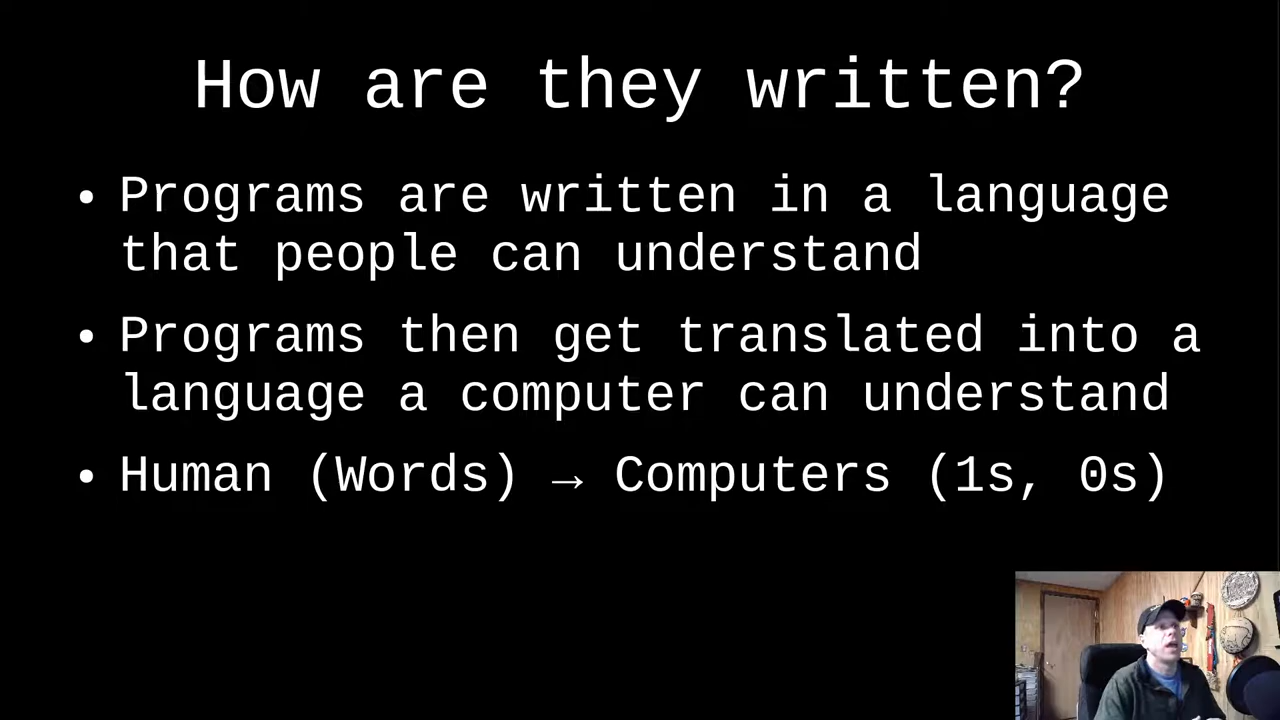 How are they written?
• Programs are written in a language
that people can understand
• Programs then get translated into a
language a computer can understand
• Human (Words) → Computers (1s, 0s)